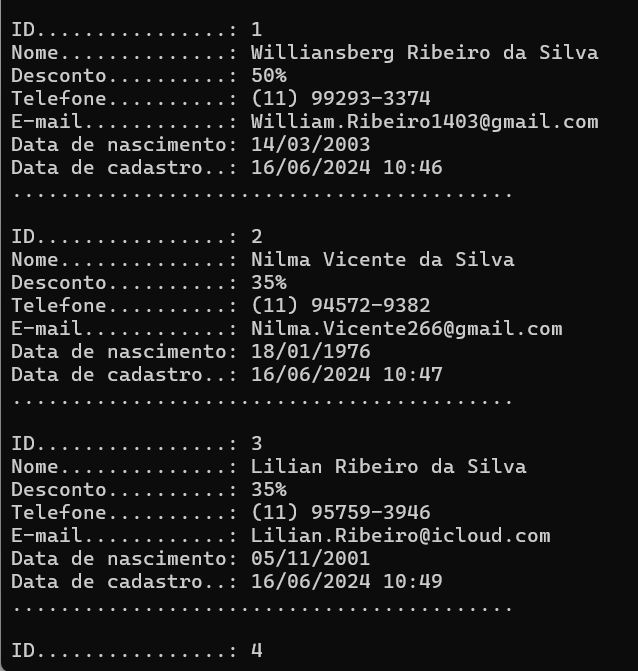 ID................: 1
Nome..............: Williansberg Ribeiro da Silva
Desconto..........: 50%
Telefone..........: (11) 99293-3374
E-mail............: William.Ribeiro1403@gmail.com
Data de nascimento: 14/03/2003
Data de cadastro..: 16/06/2024 10:46
..........................................
ID................: 2
Nome..............: Nilma Vicente da Silva
Desconto..........: 35%
Telefone..........: (11) 94572-9382
E-mail............: Nilma.Vicente266@gmail.com
Data de nascimento: 18/01/1976
Data de cadastro..: 16/06/2024 10:47
..........................................
ID................: 3
Nome..............: Lilian Ribeiro da Silva
Desconto..........: 35%
Telefone..........: (11) 95759-3946
E-mail............: Lilian.Ribeiro@icloud.com
Data de nascimento: 05/11/2001
Data de cadastro..: 16/06/2024 10:49
..........................................
ID................: 4